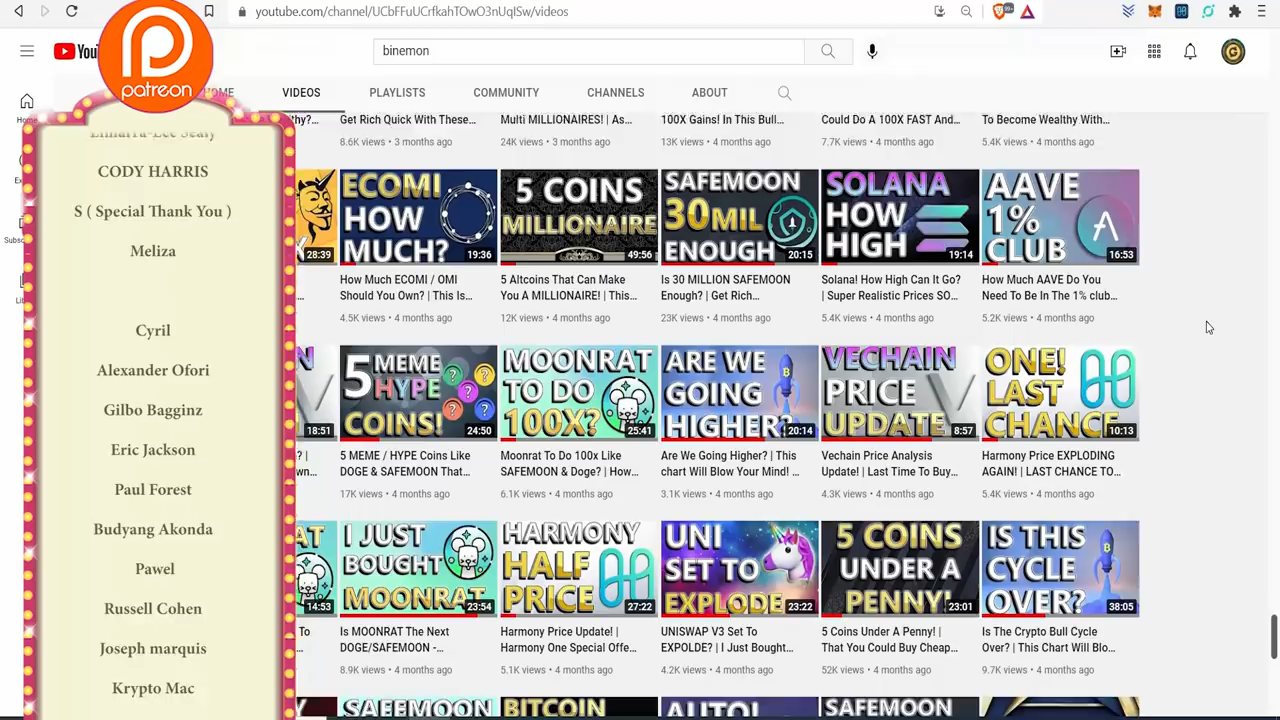 youtube.com/channel/UCbFFuUCrfkahTOwO3nUqISw/videos
99+
binemon
G
patreon
HOME
VIDEOS
PLAYLISTS
COMMUNITY
CHANNELS
ABOUT
Get Rich Quick With These...
Multi MILLIONAIRES! | As...
100X Gains! In This Bull...
Could Do A 100X FAST And...
To Become Wealthy With...
8.6K views • 3 months ago
24K views • 3 months ago
13K views • 4 months ago
7.7K views • 4 months ago
5.4K views • 4 months ago
CODY HARRIS
S ( Special Thank You )
Meliza
Cyril
Alexander Ofori
Gilbo Bagginz
Eric Jackson
Paul Forest
Budyang Akonda
Pawel
Russell Cohen
Joseph marquis
Krypto Mac
28:39
ECOMI
HOW
MUCH?
19:36
5 COINS
MILLIONAIRE
49:56
SAFEMOON
30MIL
ENOUGH
20:15
SOLANA
HOW
HIGH
19:14
AAVE
1%
CLUB
16:53
How Much ECOMI / OMI
Should You Own? | This Is...
4.5K views • 4 months ago
5 Altcoins That Can Make
You A MILLIONAIRE! | This...
12K views • 4 months ago
Is 30 MILLION SAFEMOON
Enough? | Get Rich...
23K views • 4 months ago
Solana! How High Can It Go?
| Super Realistic Prices SO...
5.4K views • 4 months ago
How Much AAVE Do You
Need To Be In The 1% club...
5.2K views • 4 months ago
18:51
5 MEME
HYPE
COINS!
24:50
MOONRAT
TO DO
100X?
25:41
ARE WE
GOING
HIGHER?
20:14
VECHAIN
PRICE
UPDATE
8:57
ONE!
LAST
CHANCE
10:13
5 MEME / HYPE Coins Like
DOGE & SAFEMOON That...
17K views • 4 months ago
Moonrat To Do 100x Like
SAFEMOON & Doge? | How...
6.1K views • 4 months ago
Are We Going Higher? | This
chart Will Blow Your Mind! ...
3.1K views • 4 months ago
Vechain Price Analysis
Update! | Last Time To Buy...
4.3K views • 4 months ago
Harmony Price EXPLODING
AGAIN! | LAST CHANCE TO...
5.4K views • 4 months ago
14:53
I JUST
BOUGHT
MOONRAT
23:54
HARMONY
HALF
PRICE
27:22
UNI
SET TO
EXPLODE
23:22
5 COINS
UNDER A
PENNY!
23:01
IS THIS
CYCLE
OVER?
38:05
Is MOONRAT The Next
DOGE/SAFEMOON -...
8.9K views • 4 months ago
Harmony Price Update! |
Harmony One Special Offe...
5.1K views • 4 months ago
UNISWAP V3 Set To
EXPOLDE? | I Just Bought...
4.2K views • 4 months ago
5 Coins Under A Penny! |
That You Could Buy Cheap...
52K views • 4 months ago
Is The Crypto Bull Cycle
Over? | This Chart Will Blo...
9.7K views • 4 months ago
SAFEMOON
BITCOIN
AUTO!
SAFEMOON